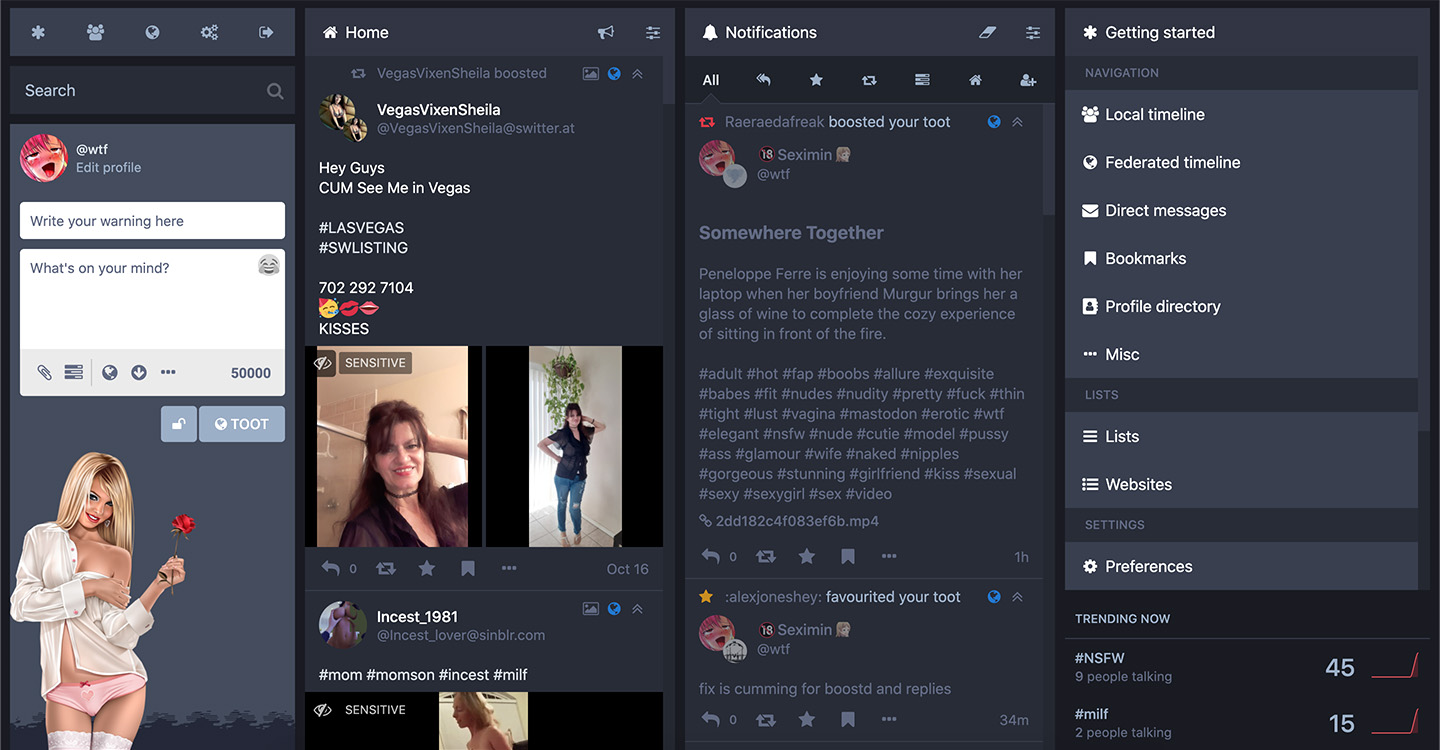 Search
@wtf
Edit profile
Write your warning here
What's on your mind?
50000
TOOT
Home
VegasVixenSheila boosted
VegasVixenSheila
@VegasVixenSheila@switter.at
Hey Guys
CUM See Me in Vegas
#LASVEGAS
#SWLISTING
702 292 7104
KISSES
SENSITIVE
0
Oct 16
Incest_1981
@Incest_lover@sinblr.com
#mom #momson #incest #milf
SENSITIVE
Notifications
All
Raeraedafreak boosted your toot
18 Seximin
@wtf
Somewhere Together
Peneloppe Ferre is enjoying some time with her
laptop when her boyfriend Murgur brings her a
glass of wine to complete the cozy experience
of sitting in front of the fire.
#adult #hot #fap #boobs #allure #exquisite
#babes #fit #nudes #nudity #pretty #fuck #thin
#tight #lust #vagina #mastodon #erotic #wtf
#elegant #nsfw #nude #cutie #model #pussy
#ass #glamour #wife #naked #nipples
#gorgeous #stunning #girlfriend #kiss #sexual
#sexy #sexygirl #sex #video
2dd182c4f083ef6b.mp4
0
1h
:alexjoneshey: favourited your toot
18 Seximin
@wtf
fix is cumming for boostd and replies
0
34m
Getting started
NAVIGATION
Local timeline
Federated timeline
Direct messages
Bookmarks
Profile directory
Misc
LISTS
Lists
Websites
SETTINGS
Preferences
TRENDING NOW
#NSFW
9 people talking
45
#milf
2 people talking
15